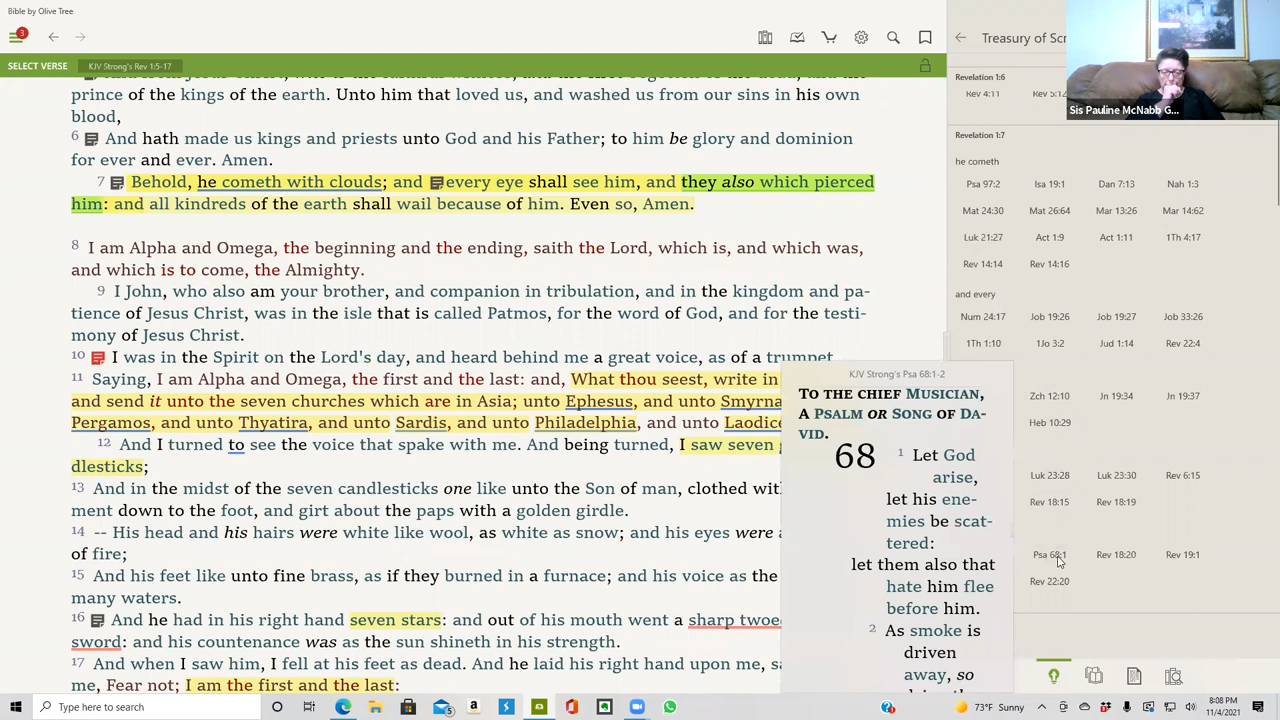 Bible by Olive Tree
3
Treasury of Scr
SELECT VERSE KJV Strong's Rev 1:5-17
prince of the kings of the earth. Unto him that loved us, and washed us from our sins in his own
blood,
6 And hath made us kings and priests unto God and his Father; to him be glory and dominion
for ever and ever. Amen.
7 Behold, he cometh with clouds; and every eye shall see him, and they also which pierced
him: and all kindreds of the earth shall wail because of him. Even so, Amen.
8 I am Alpha and Omega, the beginning and the ending, saith the Lord, which is, and which was,
and which is to come, the Almighty.
9 I John, who also am your brother, and companion in tribulation, and in the kingdom and pa-
tience of Jesus Christ, was in the isle that is called Patmos, for the word of God, and for the testi-
mony of Jesus Christ.
10 I was in the Spirit on the Lord's day, and heard behind me a great voice, as of a trumpet,
11 Saying, I am Alpha and Omega, the first and the last: and, What thou seest, write in
and send it unto the seven churches which are in Asia; unto Ephesus, and unto Smyrna
Pergamos, and unto Thyatira, and unto Sardis, and unto Philadelphia, and unto Laodice
12 And I turned to see the voice that spake with me. And being turned, I saw seven
dlesticks;
13 And in the midst of the seven candlesticks one like unto the Son of man, clothed wit
ment down to the foot, and girt about the paps with a golden girdle.
14 -- His head and his hairs were white like wool, as white as snow; and his eyes were a
of fire;
15 And his feet like unto fine brass, as if they burned in a furnace; and his voice as the
many waters.
16 And he had in his right hand seven stars: and out of his mouth went a sharp twoe
sword: and his countenance was as the sun shineth in his strength.
17 And when I saw him, I fell at his feet as dead. And he laid his right hand upon me, sa
me, Fear not; I am the first and the last:
KJV Strong's Psa 68:1-2
TO THE CHIEF MUSICIAN,
A PSALM OR SONG OF DA-
VID.
68 1 Let God
arise,
let his ene-
mies be scat-
tered:
let them also that
hate him flee
before him.
2 As smoke is
driven
away, so
Revelation 1:6
Rev 4:11 Rev 5:12
Sis Pauline McNabb G...
Revelation 1:7
he cometh
Psa 97:2 Isa 19:1 Dan 7:13 Nah 1:3
Mat 24:30 Mat 26:64 Mar 13:26 Mar 14:62
Luk 21:27 Act 1:9 Act 1:11 1Th 4:17
Rev 14:14 Rev 14:16
and every
Num 24:17 Job 19:26 Job 19:27 Job 33:26
1Th 1:10 1Jo 3:2 Jud 1:14 Rev 22:4
Zch 12:10 Jn 19:34 Jn 19:37
Heb 10:29
Luk 23:28 Luk 23:30 Rev 6:15
Rev 18:15 Rev 18:19
Psa 68:1 Rev 18:20 Rev 19:1
Rev 22:20
Type here to search
73°F Sunny
8:08 PM
11/4/2021